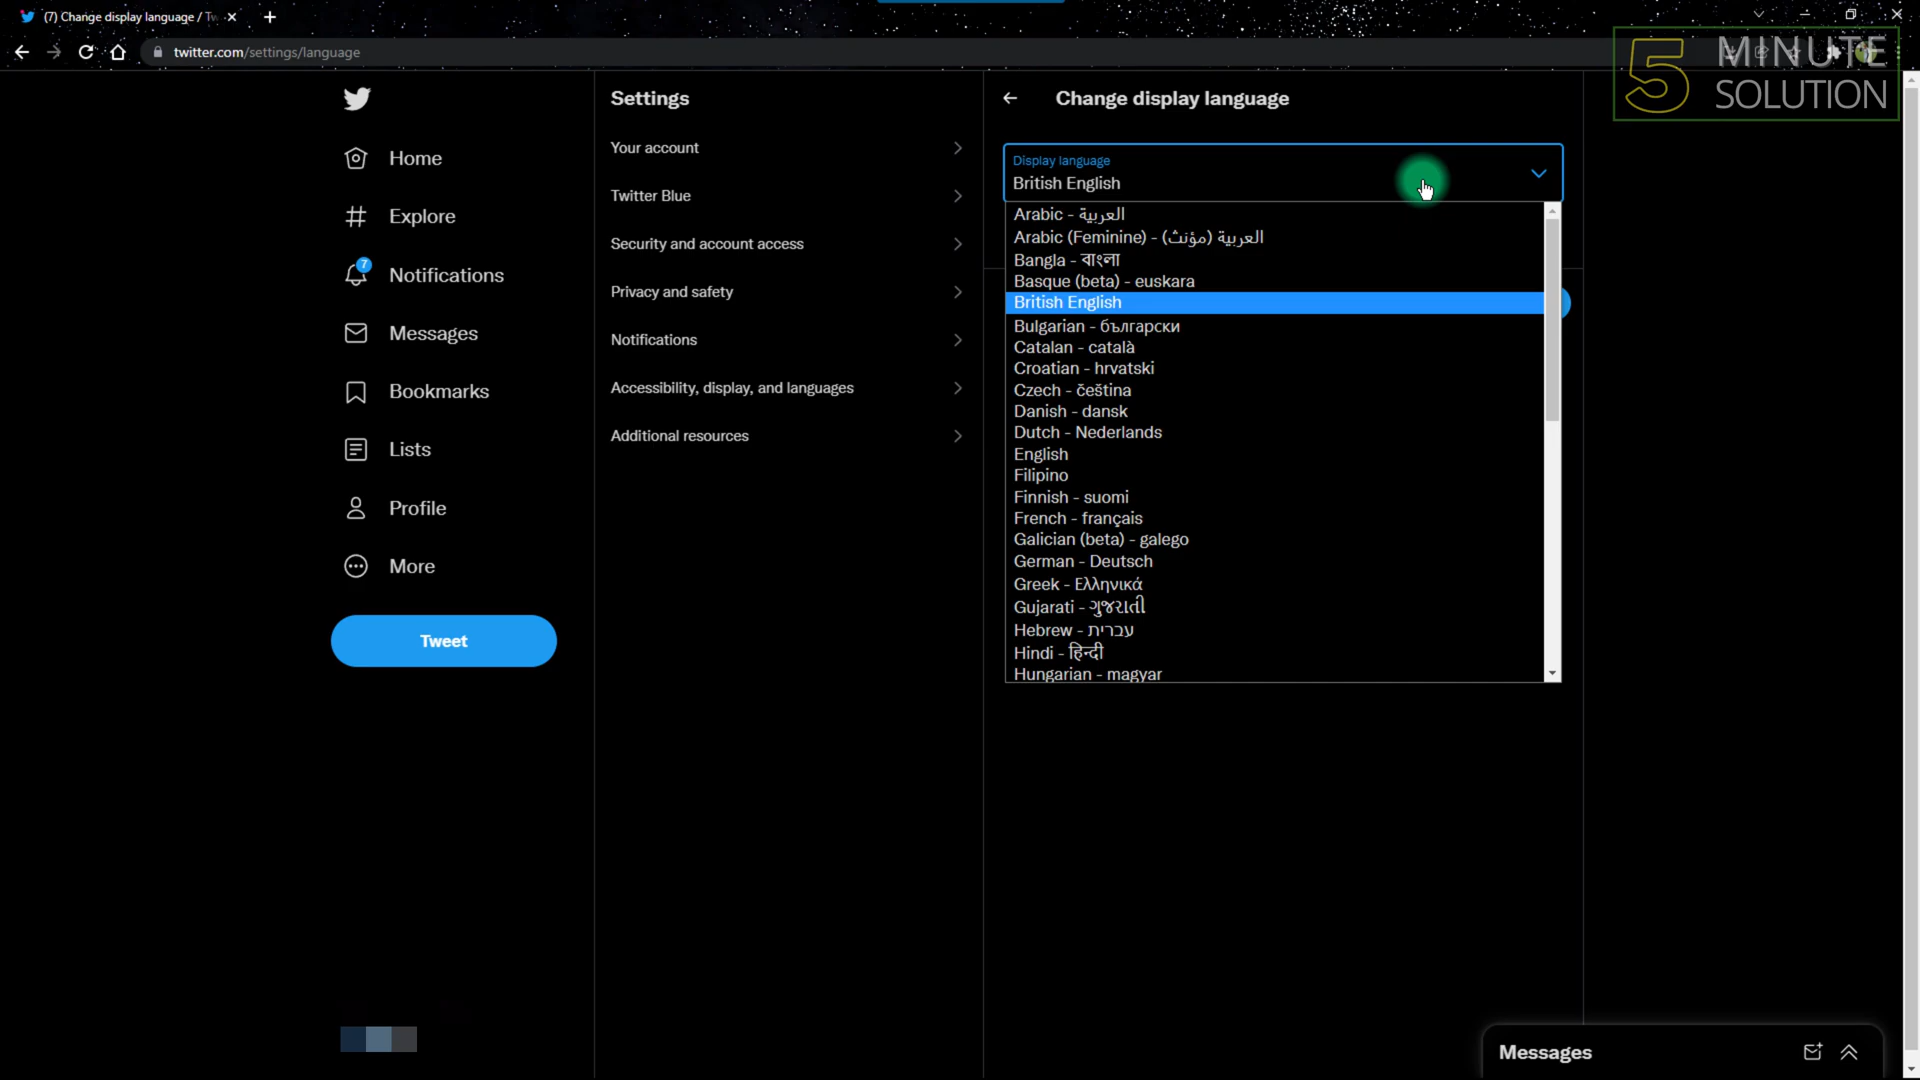 (7) Change display language / Tw
twitter.com/settings/language
5 MINUTE
SOLUTION
Home
Explore
7
Notifications
Messages
Bookmarks
Lists
Profile
More
Tweet
Settings
Your account
Twitter Blue
Security and account access
Privacy and safety
Notifications
Accessibility, display, and languages
Additional resources
Change display language
Display language
British English
Arabic - العربية
Arabic (Feminine) - العربية (مؤنث)
Bangla - বাংলা
Basque (beta) - euskara
British English
Bulgarian - български
Catalan - català
Croatian - hrvatski
Czech - čeština
Danish - dansk
Dutch - Nederlands
English
Filipino
Finnish - suomi
French - français
Galician (beta) - galego
German - Deutsch
Greek - Ελληνικά
Gujarati - ગુજરાતી
Hebrew - עברית
Hindi - हिन्दी
Hungarian - magyar
Messages